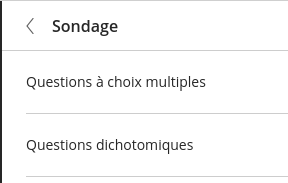 Sondage
Questions à choix multiples
Questions dichotomiques